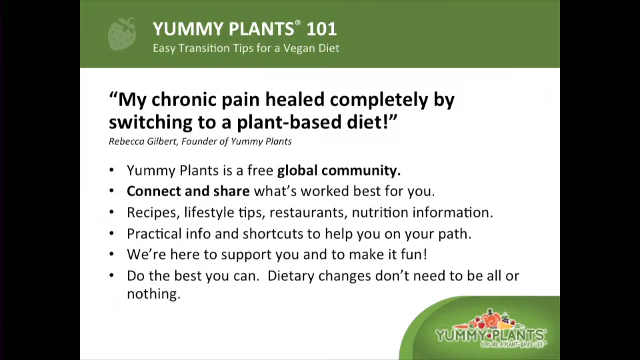 YUMMY PLANTS® 101
Easy Transition Tips for a Vegan Diet
“My chronic pain healed completely by
switching to a plant-based diet!”
Rebecca Gilbert, Founder of Yummy Plants
• Yummy Plants is a free global community.
• Connect and share what’s worked best for you.
• Recipes, lifestyle tips, restaurants, nutrition information.
• Practical info and shortcuts to help you on your path.
• We’re here to support you and to make it fun!
• Do the best you can.  Dietary changes don’t need to be all or
nothing.
YUMMY PLANTS